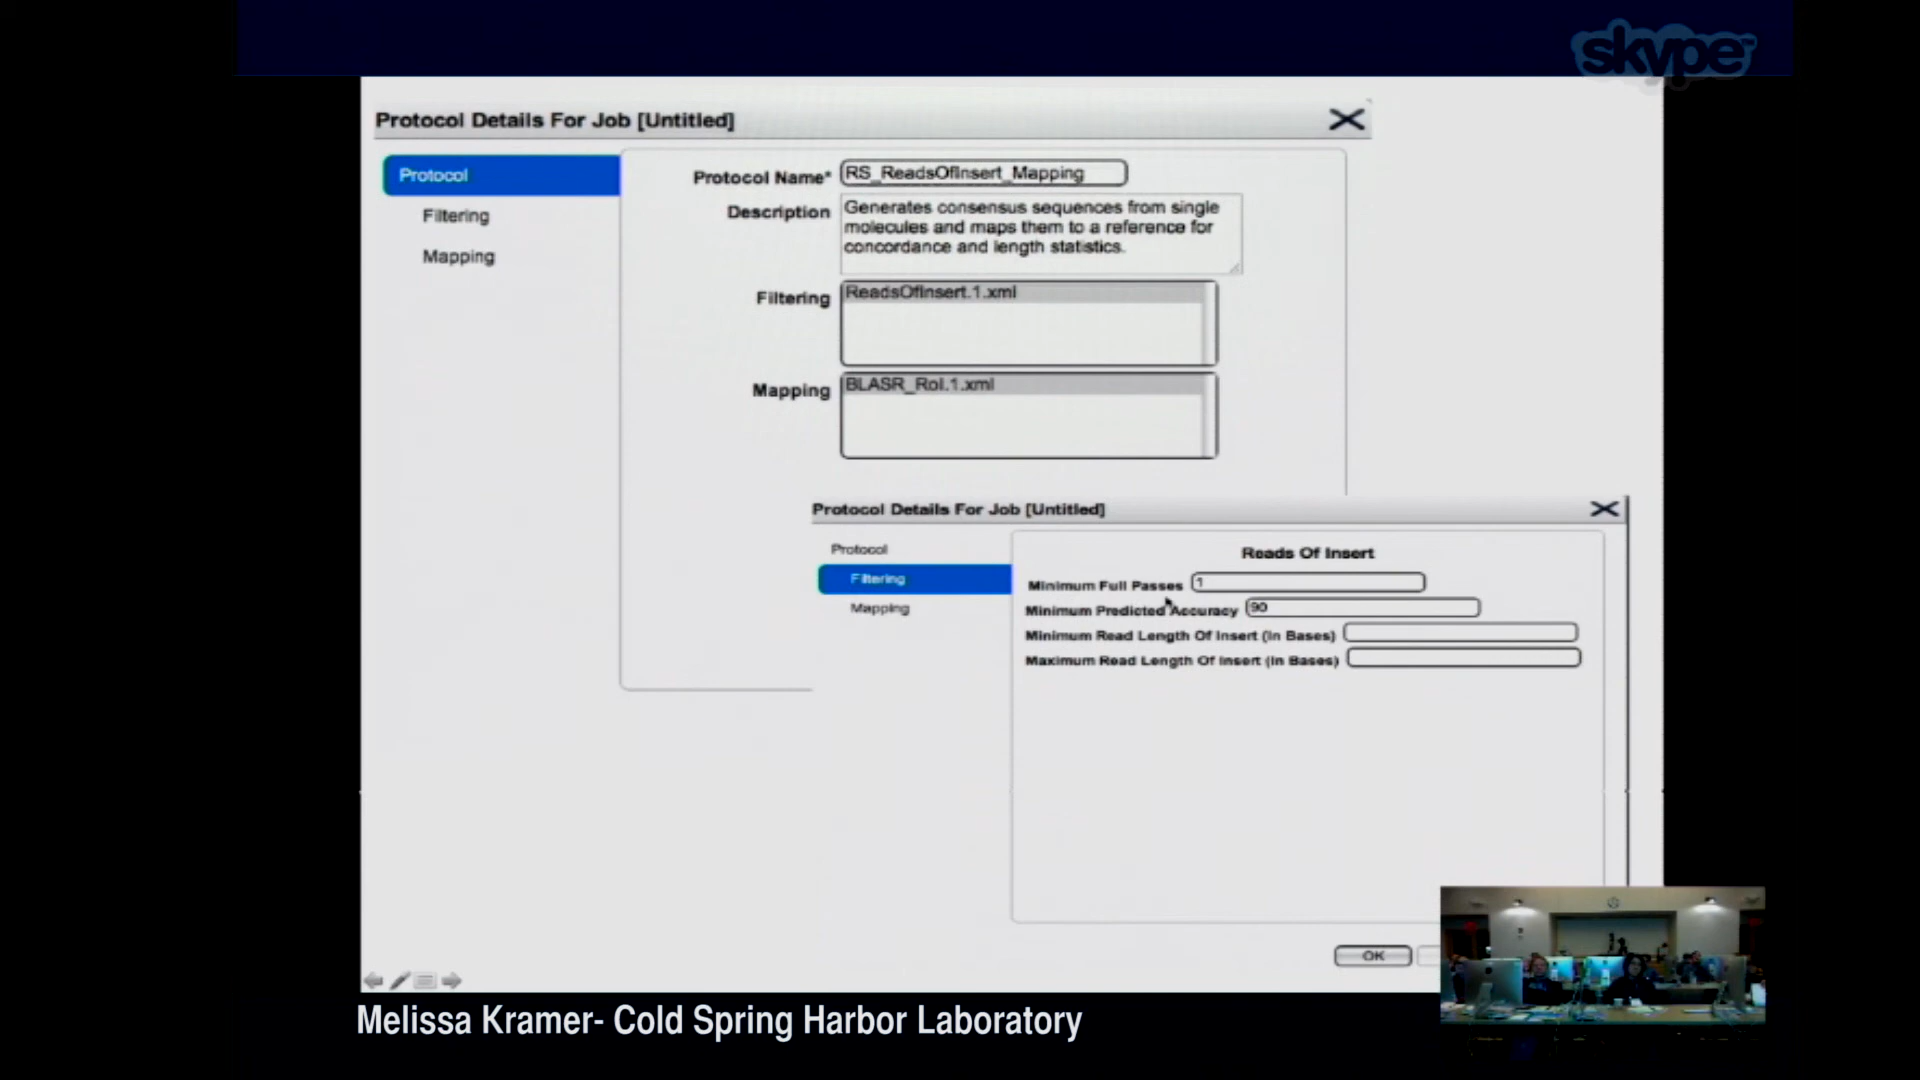 skype™
Protocol Details For Job [Untitled]
Protocol
Filtering
Mapping
Protocol Name* RS_ReadsOfInsert_Mapping
Description Generates consensus sequences from single
molecules and maps them to a reference for
concordance and length statistics.
Filtering ReadsOfInsert.1.xml
Mapping BLASR_RoI.1.xml
Protocol Details For Job [Untitled]
Protocol
Filtering
Mapping
Reads Of Insert
Minimum Full Passes 1
Minimum Predicted Accuracy 90
Minimum Read Length Of Insert (In Bases)
Maximum Read Length Of Insert (In Bases)
OK
Melissa Kramer- Cold Spring Harbor Laboratory